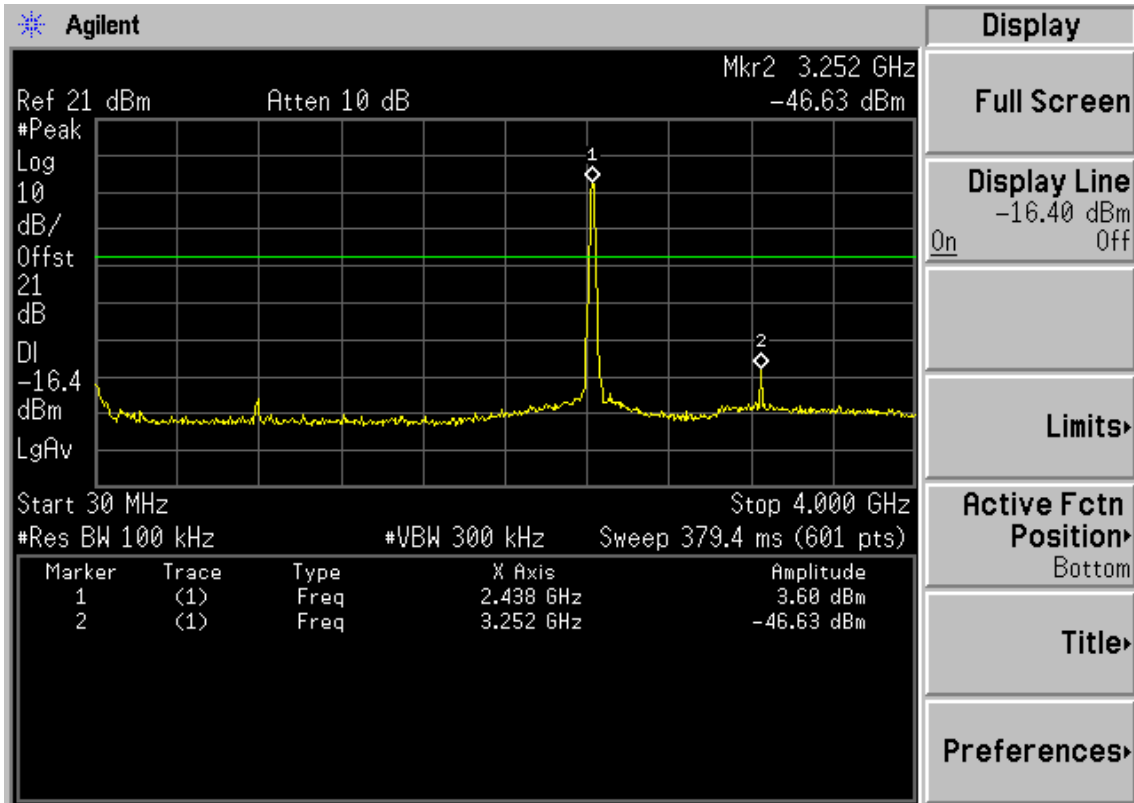 Agilent
Display
Mkr2 3.252 GHz
Ref 21 dBm Atten 10 dB -46.63 dBm
#Peak
Log
10
dB/
Offst
21
dB
DI
-16.4
dBm
LgAv
1
2
Start 30 MHz Stop 4.000 GHz
#Res BW 100 kHz #VBW 300 kHz Sweep 379.4 ms (601 pts)
Marker Trace Type X Axis Amplitude
1 (1) Freq 2.438 GHz 3.60 dBm
2 (1) Freq 3.252 GHz -46.63 dBm
Full Screen
Display Line
-16.40 dBm
On Off
Limits
Active Fctn
Position
Bottom
Title
Preferences